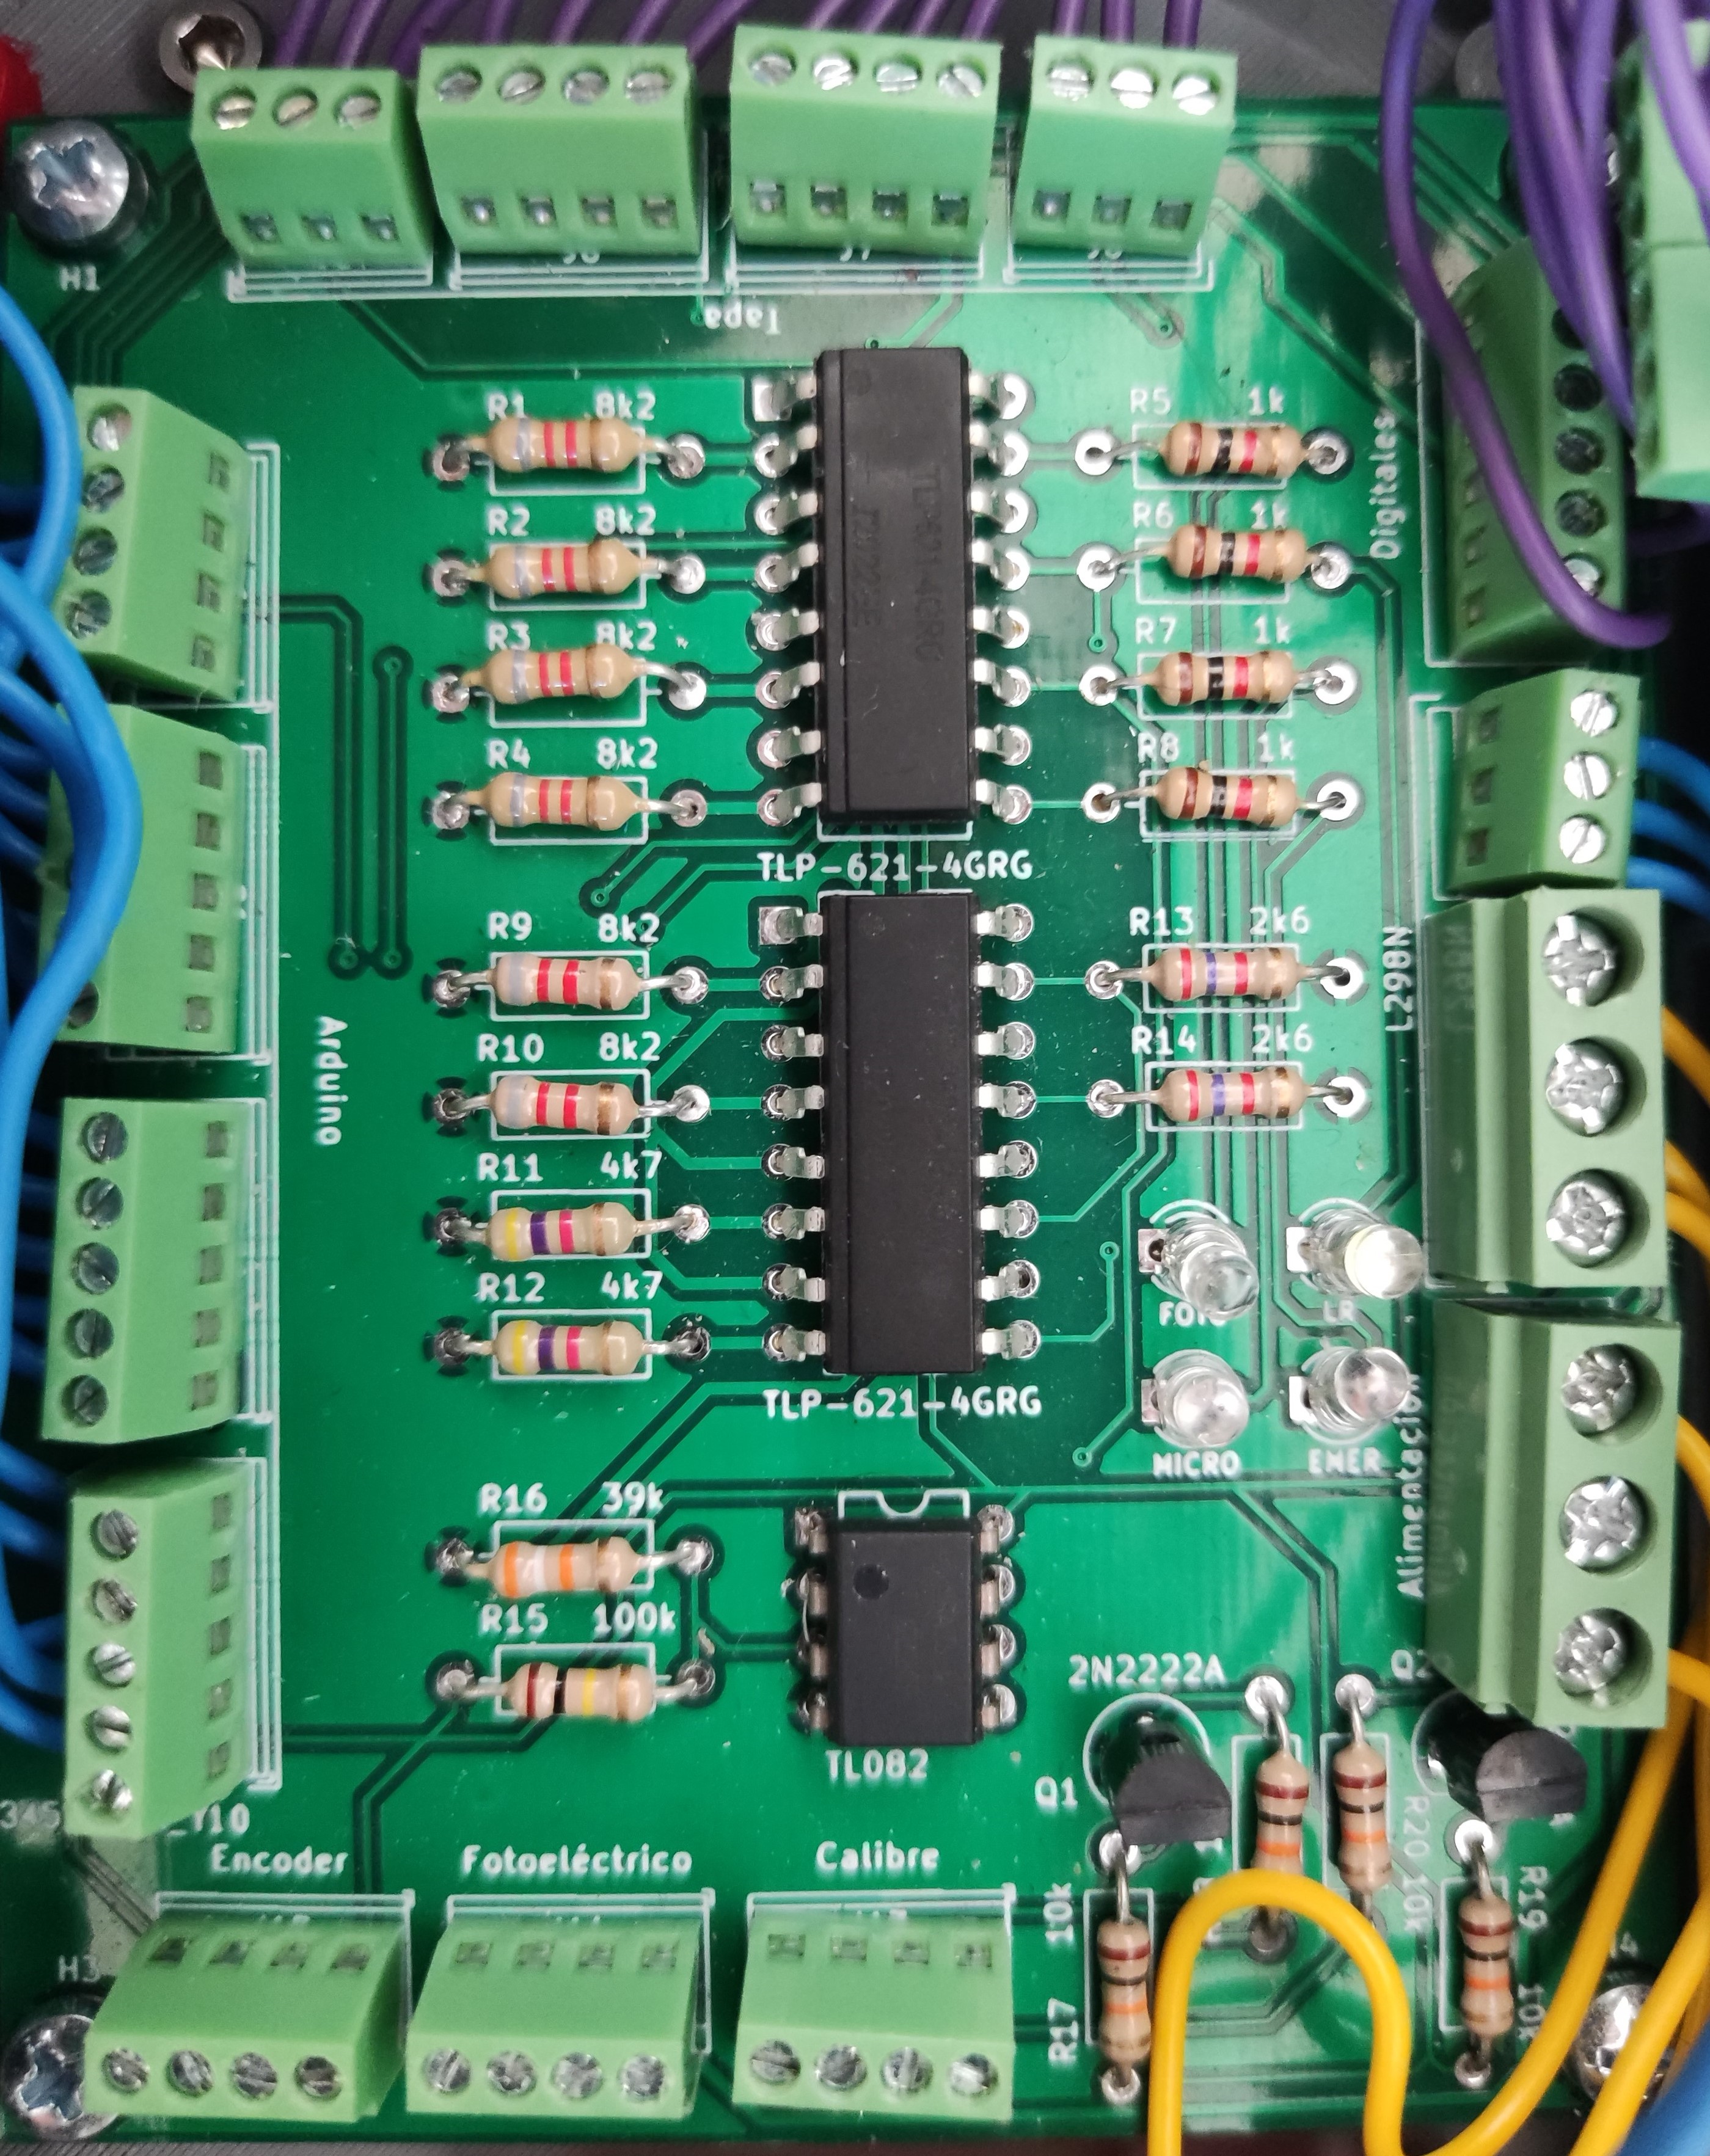 H1
Tapa
R1 8k2
R5 1k
R2 8k2
R6 1k
R3 8k2
R7 1k
R4 8k2
R8 1k
Digitales
TLP-621-4GRG
R9 8k2
R13 2k6
R10 8k2
R14 2k6
L298N
Arduino
R11 4k7
R12 4k7
LR
TLP-621-4GRG
MICRO
EMER
Alimentación
R16 39k
R15 100k
TL082
2N2222A
Q1
R20 10k
R17 10k
R19 10k
Encoder
Fotoeléctrico
Calibre
H3